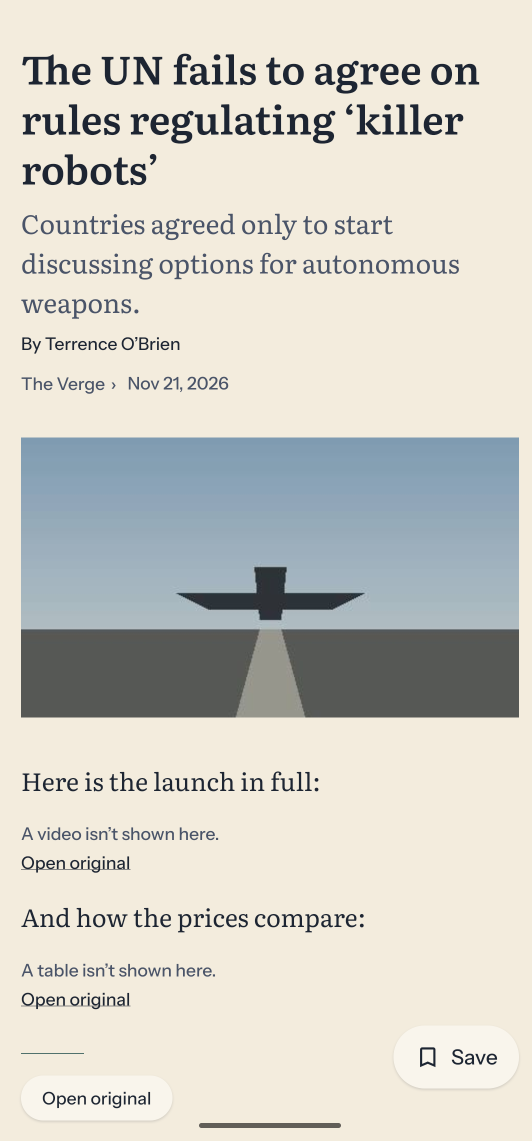 The UN fails to agree on
rules regulating ‘killer
robots’
Countries agreed only to start
discussing options for autonomous
weapons.
By Terrence O’Brien
The Verge › Nov 21, 2026
Here is the launch in full:
A video isn’t shown here.
Open original
And how the prices compare:
A table isn’t shown here.
Open original
Save
Open original